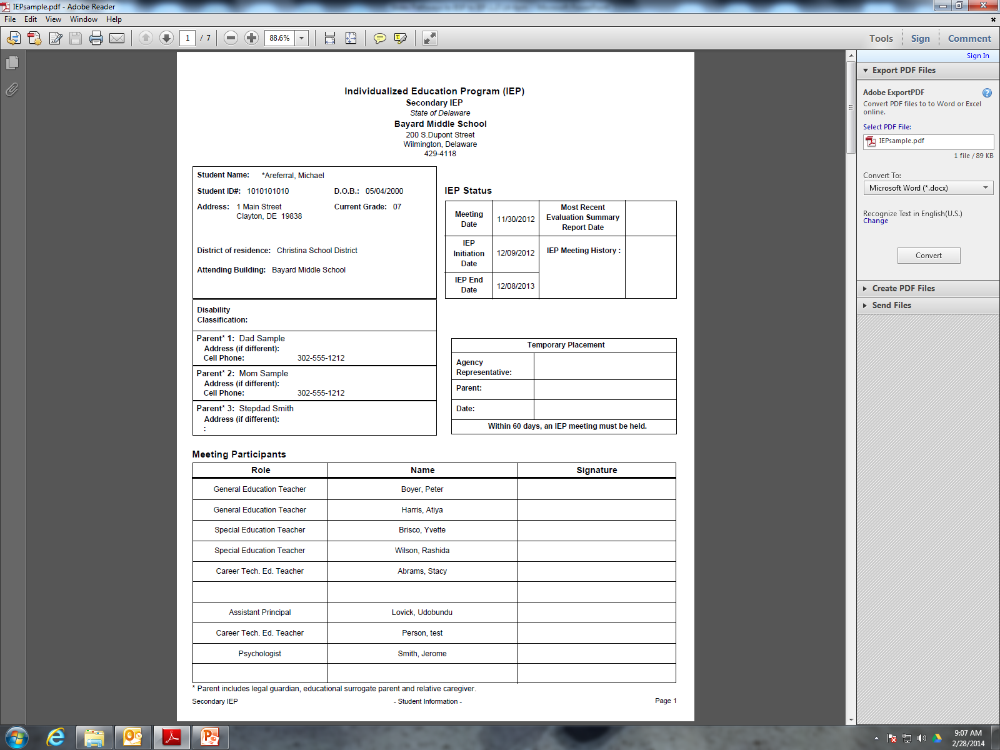 IEPsample.pdf - Adobe Reader
File Edit View Window Help
1 / 7 88.6%
Tools Sign Comment
Sign In
Export PDF Files
Adobe ExportPDF
Convert PDF files to to Word or Excel
online.
Select PDF File:
IEPsample.pdf
1 file / 89 KB
Convert To:
Microsoft Word (*.docx)
Recognize Text in English(U.S.)
Change
Convert
Create PDF Files
Send Files
Individualized Education Program (IEP)
Secondary IEP
State of Delaware
Bayard Middle School
200 S.Dupont Street
Wilmington, Delaware
429-4118
Student Name: *Areferral, Michael
Student ID#: 1010101010 D.O.B.: 05/04/2000
Address: 1 Main Street Current Grade: 07
Clayton, DE 19838
District of residence: Christina School District
Attending Building: Bayard Middle School
Disability
Classification:
Parent* 1: Dad Sample
Address (if different):
Cell Phone: 302-555-1212
Parent* 2: Mom Sample
Address (if different):
Cell Phone: 302-555-1212
Parent* 3: Stepdad Smith
Address (if different):
:
IEP Status
Meeting
Date
11/30/2012
Most Recent
Evaluation Summary
Report Date
IEP
Initiation
Date
12/09/2012
IEP Meeting History :
IEP End
Date
12/08/2013
Temporary Placement
Agency
Representative:
Parent:
Date:
Within 60 days, an IEP meeting must be held.
Meeting Participants
Role Name Signature
General Education Teacher Boyer, Peter
General Education Teacher Harris, Atiya
Special Education Teacher Brisco, Yvette
Special Education Teacher Wilson, Rashida
Career Tech. Ed. Teacher Abrams, Stacy
Assistant Principal Lovick, Udobundu
Career Tech. Ed. Teacher Person, test
Psychologist Smith, Jerome
* Parent includes legal guardian, educational surrogate parent and relative caregiver.
Secondary IEP - Student Information - Page 1
9:07 AM
2/28/2014